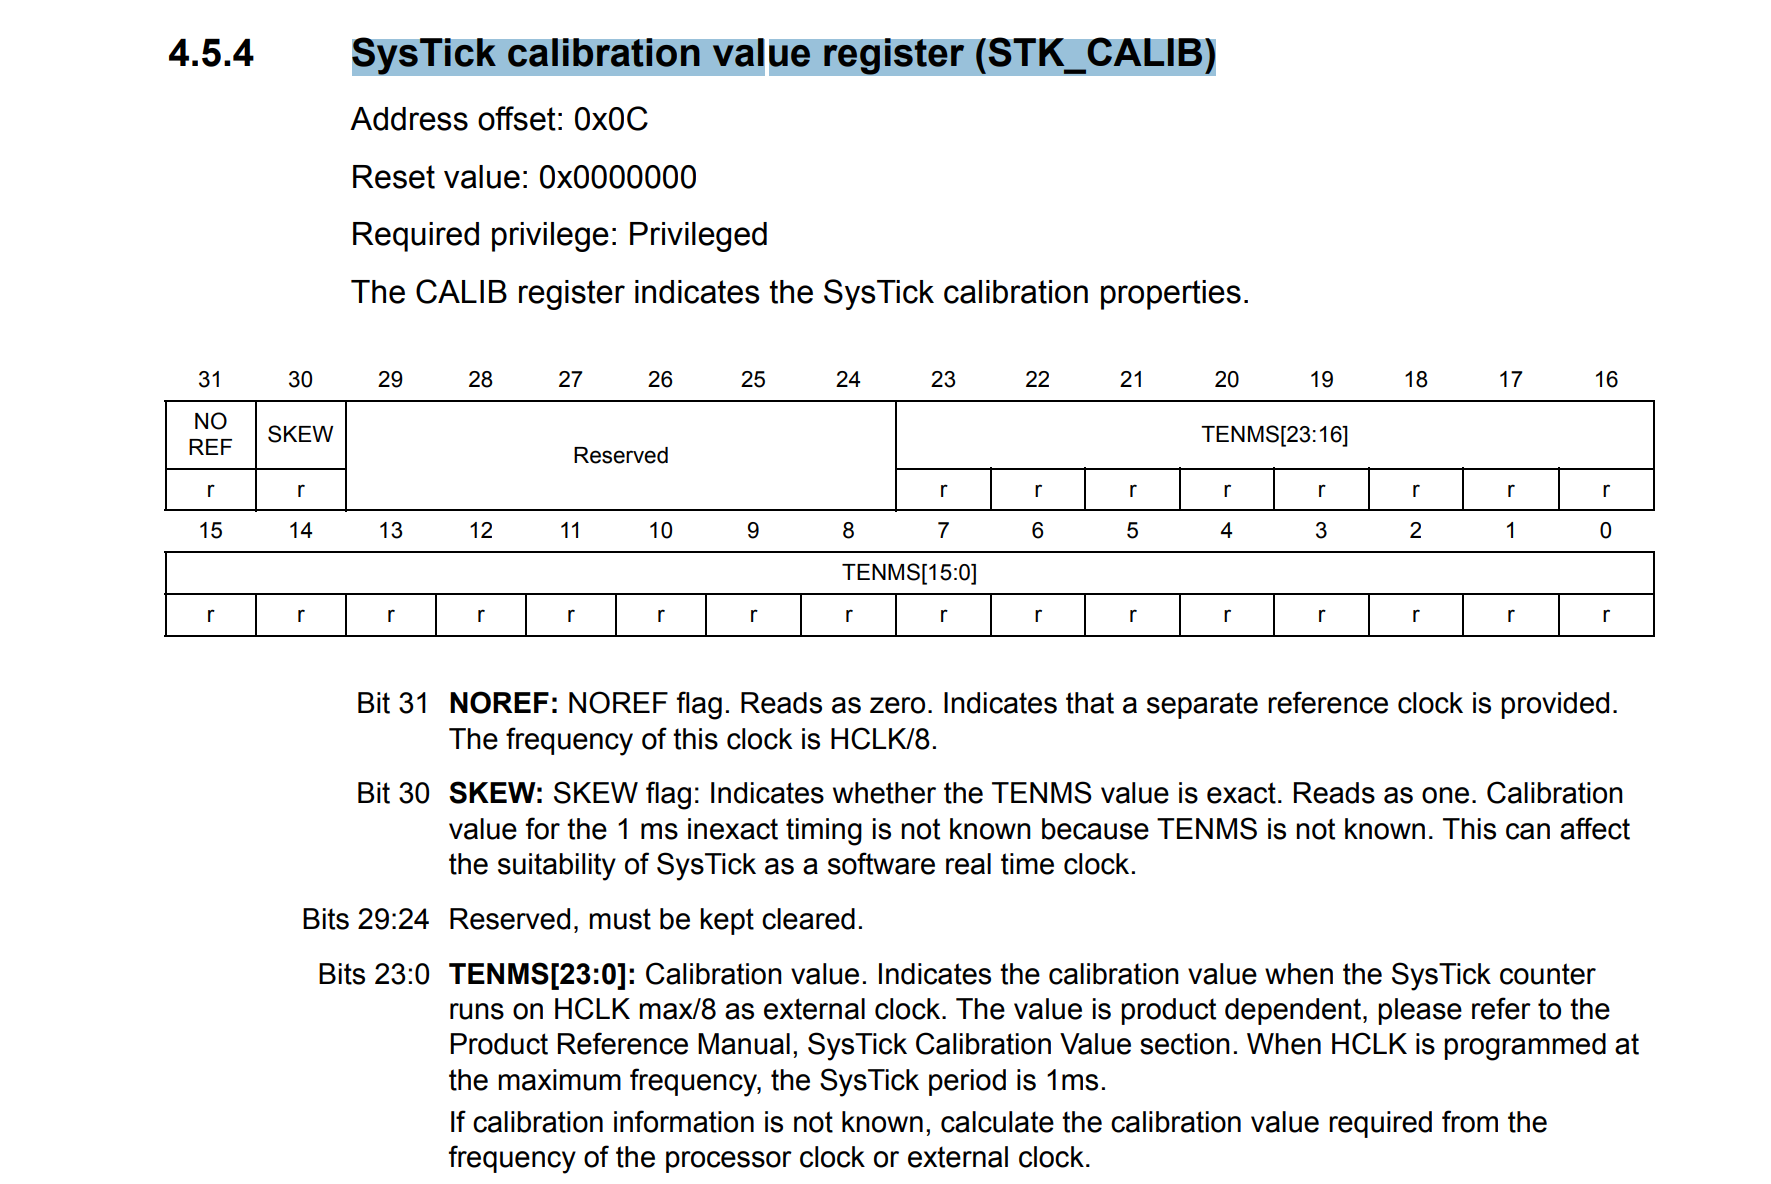 4.5.4 SysTick calibration value register (STK_CALIB)
Address offset: 0x0C
Reset value: 0x0000000
Required privilege: Privileged
The CALIB register indicates the SysTick calibration properties.
31 30 29 28 27 26 25 24 23 22 21 20 19 18 17 16
NO REF SKEW Reserved TENMS[23:16]
r r r r r r r r r r
15 14 13 12 11 10 9 8 7 6 5 4 3 2 1 0
TENMS[15:0]
r r r r r r r r r r r r r r r r
Bit 31 NOREF: NOREF flag. Reads as zero. Indicates that a separate reference clock is provided.
The frequency of this clock is HCLK/8.
Bit 30 SKEW: SKEW flag: Indicates whether the TENMS value is exact. Reads as one. Calibration
value for the 1 ms inexact timing is not known because TENMS is not known. This can affect
the suitability of SysTick as a software real time clock.
Bits 29:24 Reserved, must be kept cleared.
Bits 23:0 TENMS[23:0]: Calibration value. Indicates the calibration value when the SysTick counter
runs on HCLK max/8 as external clock. The value is product dependent, please refer to the
Product Reference Manual, SysTick Calibration Value section. When HCLK is programmed at
the maximum frequency, the SysTick period is 1ms.
If calibration information is not known, calculate the calibration value required from the
frequency of the processor clock or external clock.